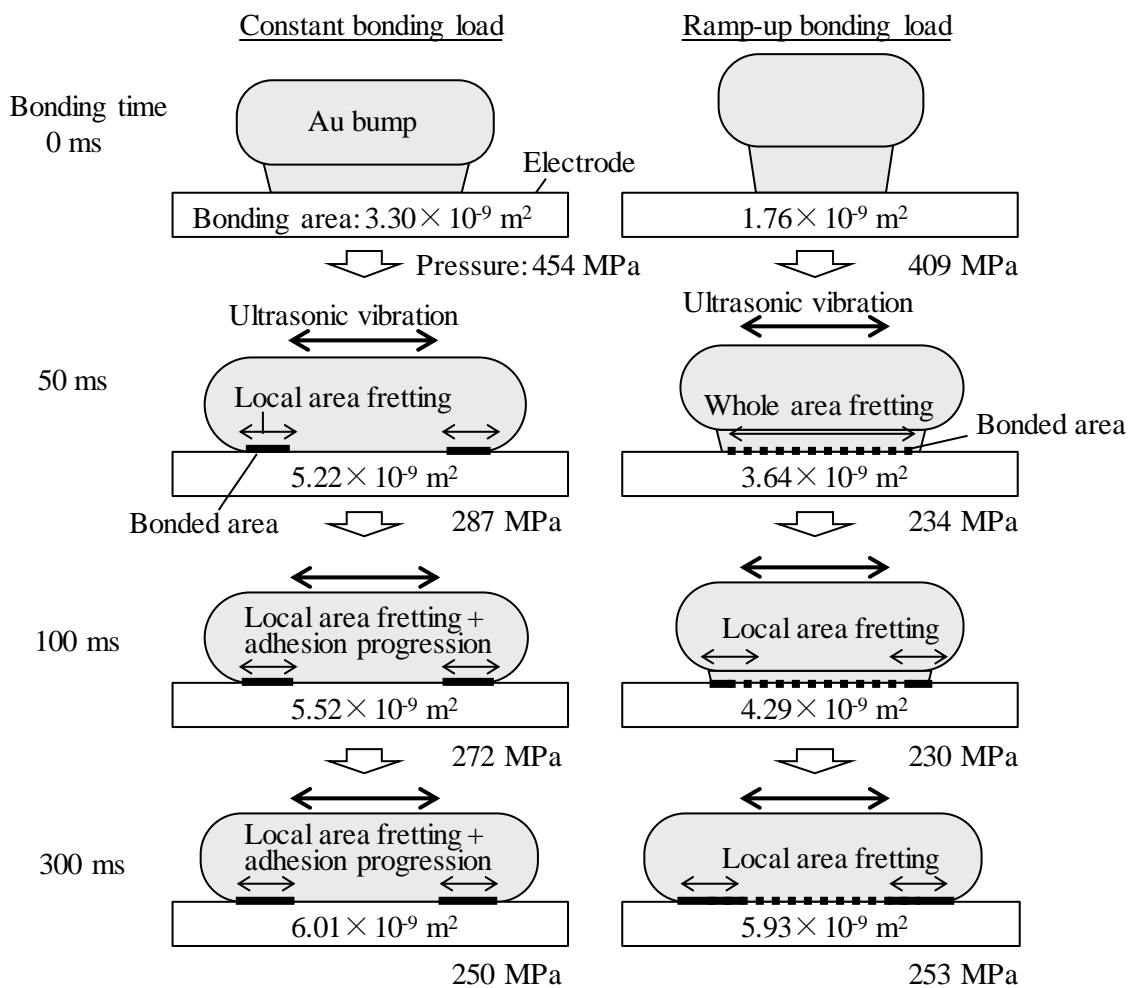 Constant bonding load
Ramp-up bonding load
Bonding time
0 ms
Au bump
Electrode
Bonding area: 3.30 × 10⁻⁹ m²
1.76 × 10⁻⁹ m²
Pressure: 454 MPa
409 MPa
Ultrasonic vibration
Ultrasonic vibration
50 ms
Local area fretting
Whole area fretting
Bonded area
5.22 × 10⁻⁹ m²
3.64 × 10⁻⁹ m²
Bonded area
287 MPa
234 MPa
100 ms
Local area fretting +
adhesion progression
Local area fretting
5.52 × 10⁻⁹ m²
4.29 × 10⁻⁹ m²
272 MPa
230 MPa
300 ms
Local area fretting +
adhesion progression
Local area fretting
6.01 × 10⁻⁹ m²
5.93 × 10⁻⁹ m²
250 MPa
253 MPa